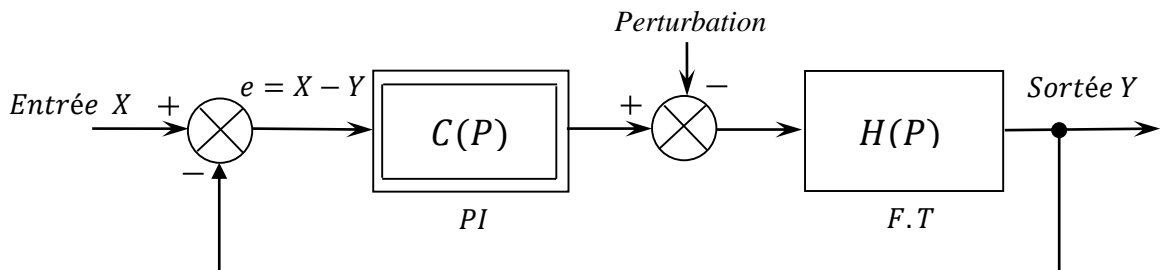 Perturbation
Entrée X
+
−
e = X − Y
C(P)
PI
+
−
H(P)
F.T
Sortée Y